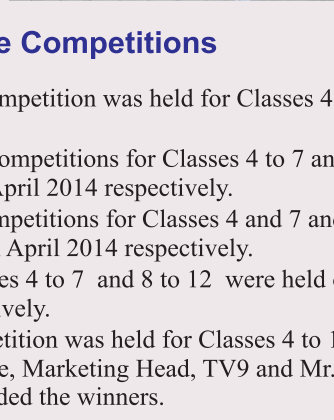 e Competitions
mpetition was held for Classes 4
ompetitions for Classes 4 to 7 an
April 2014 respectively.
mpetitions for Classes 4 and 7 and
April 2014 respectively.
es 4 to 7 and 8 to 12 were held
vely.
etition was held for Classes 4 to 1
e, Marketing Head, TV9 and Mr.
ded the winners.